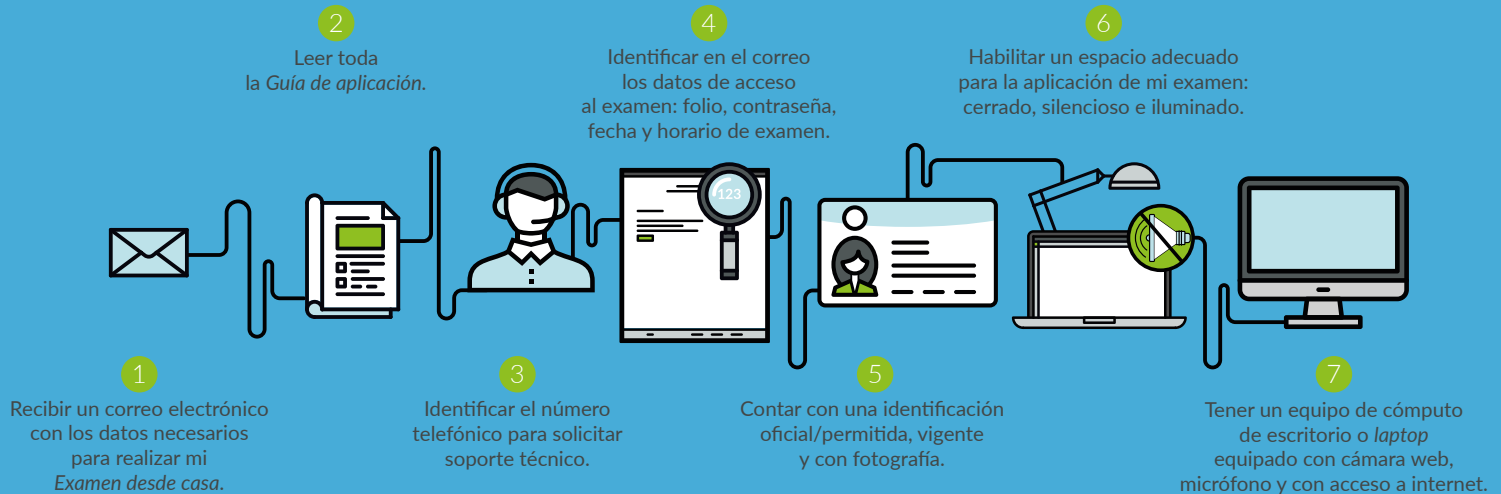 1
Recibir un correo electrónico
con los datos necesarios
para realizar mi
Examen desde casa.
2
Leer toda
la Guía de aplicación.
3
Identificar el número
telefónico para solicitar
soporte técnico.
4
Identificar en el correo
los datos de acceso
al examen: folio, contraseña,
fecha y horario de examen.
123
5
Contar con una identificación
oficial/permitida, vigente
y con fotografía.
6
Habilitar un espacio adecuado
para la aplicación de mi examen:
cerrado, silencioso e iluminado.
7
Tener un equipo de cómputo
de escritorio o laptop
equipado con cámara web,
micrófono y con acceso a internet.